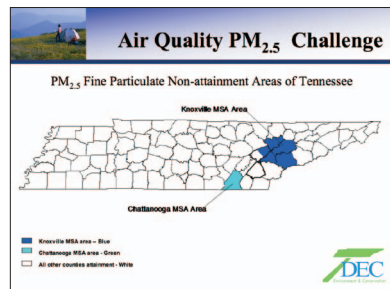 Air Quality PM2.5 Challenge
PM2.5 Fine Particulate Non-attainment Areas of Tennessee
Knoxville MSA Area
Chattanooga MSA Area
Knoxville MSA area – Blue
Chattanooga MSA area - Green
All other counties attainment - White
DEC